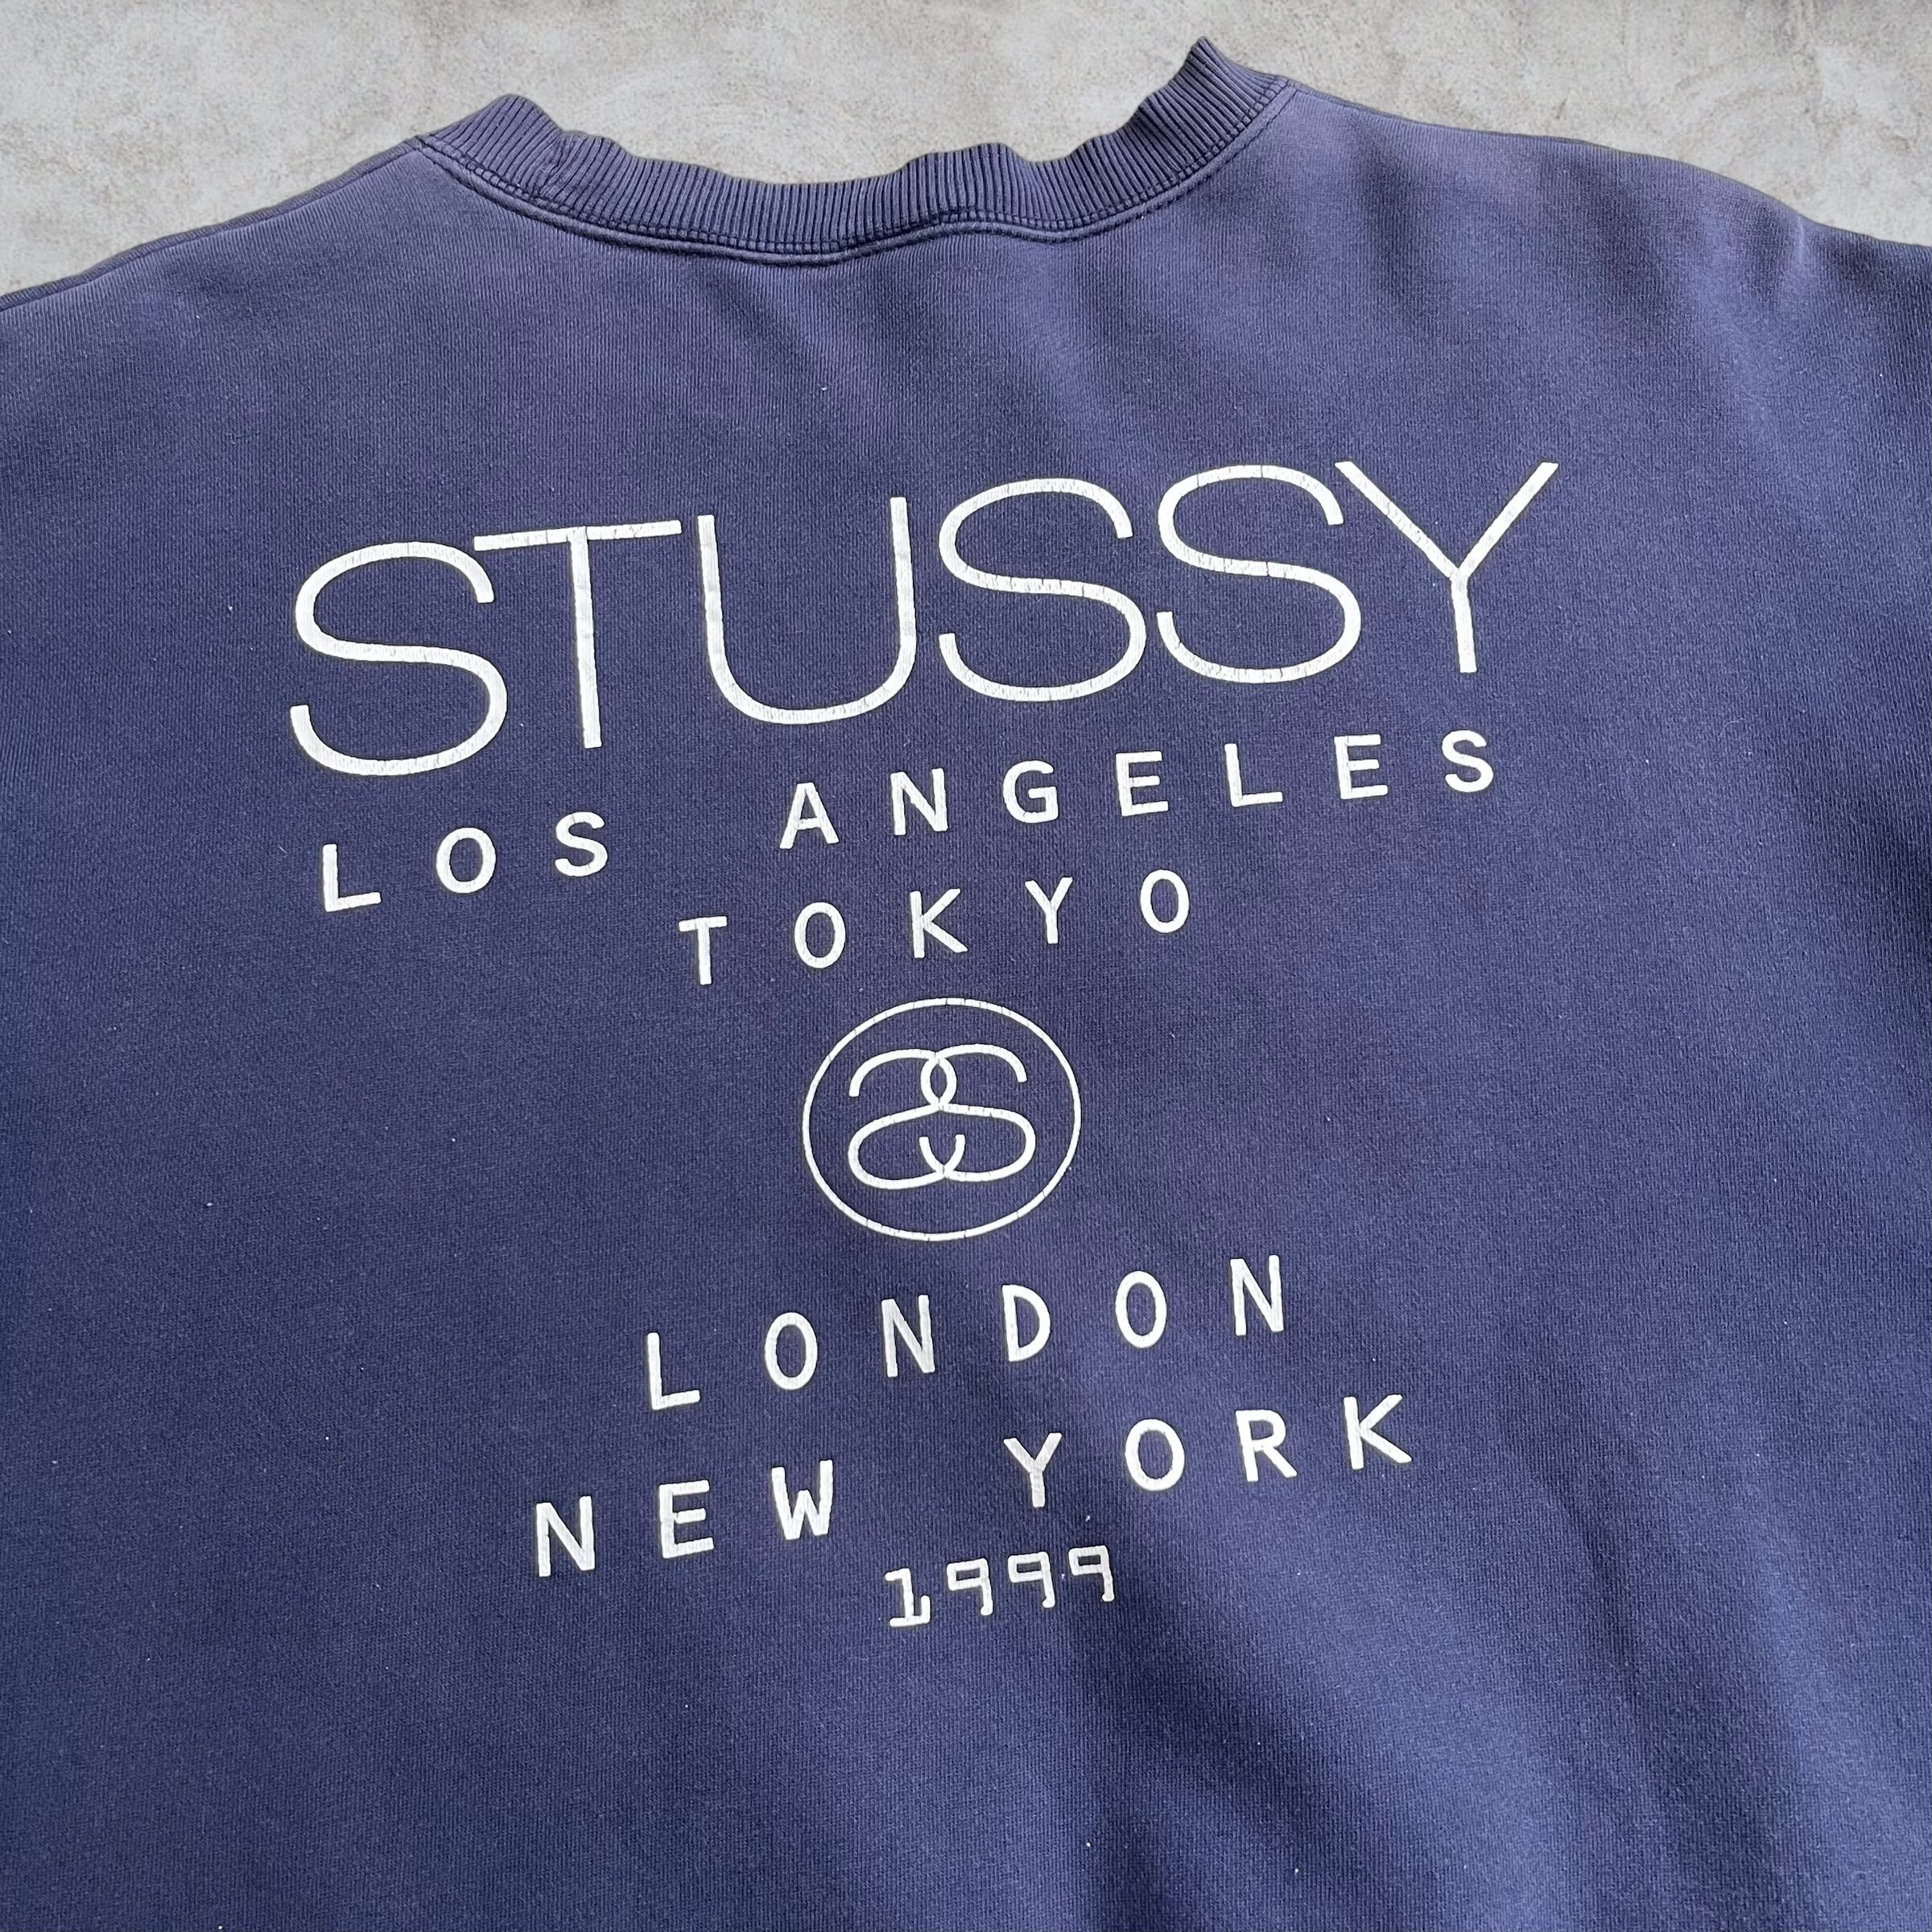 STUSSY
LOS ANGELES
TOKYO
LONDON
NEW YORK
1999